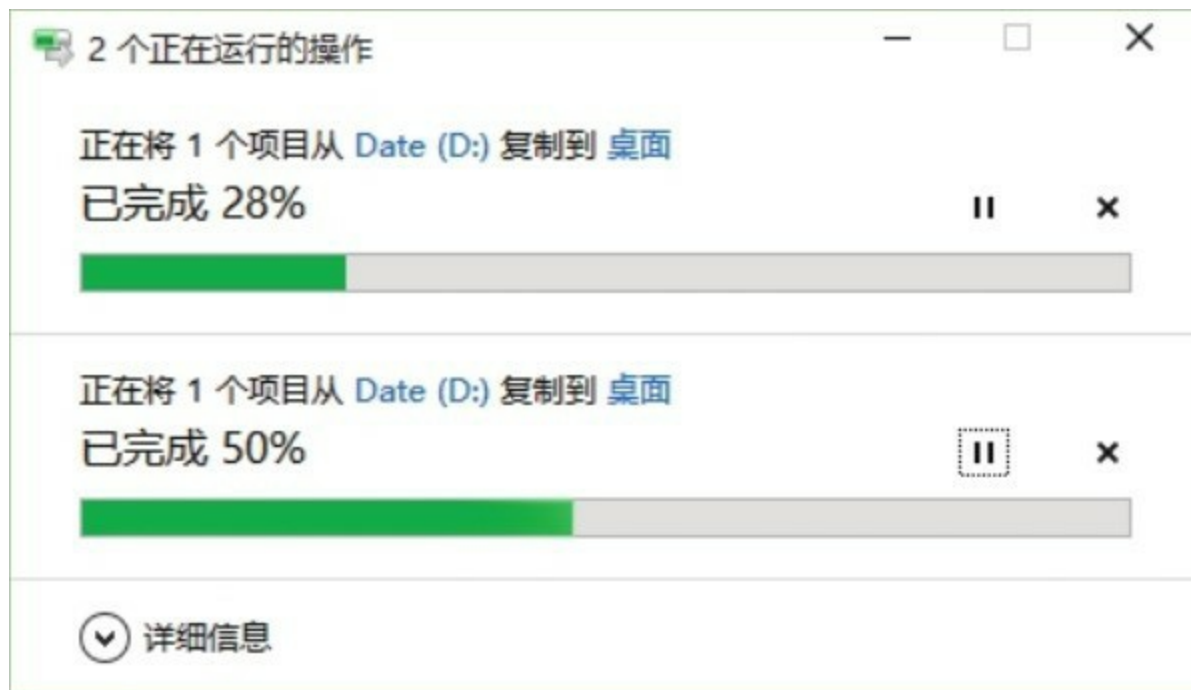 2 个正在运行的操作
正在将 1 个项目从 Date (D:) 复制到 桌面
已完成 28%
正在将 1 个项目从 Date (D:) 复制到 桌面
已完成 50%
详细信息